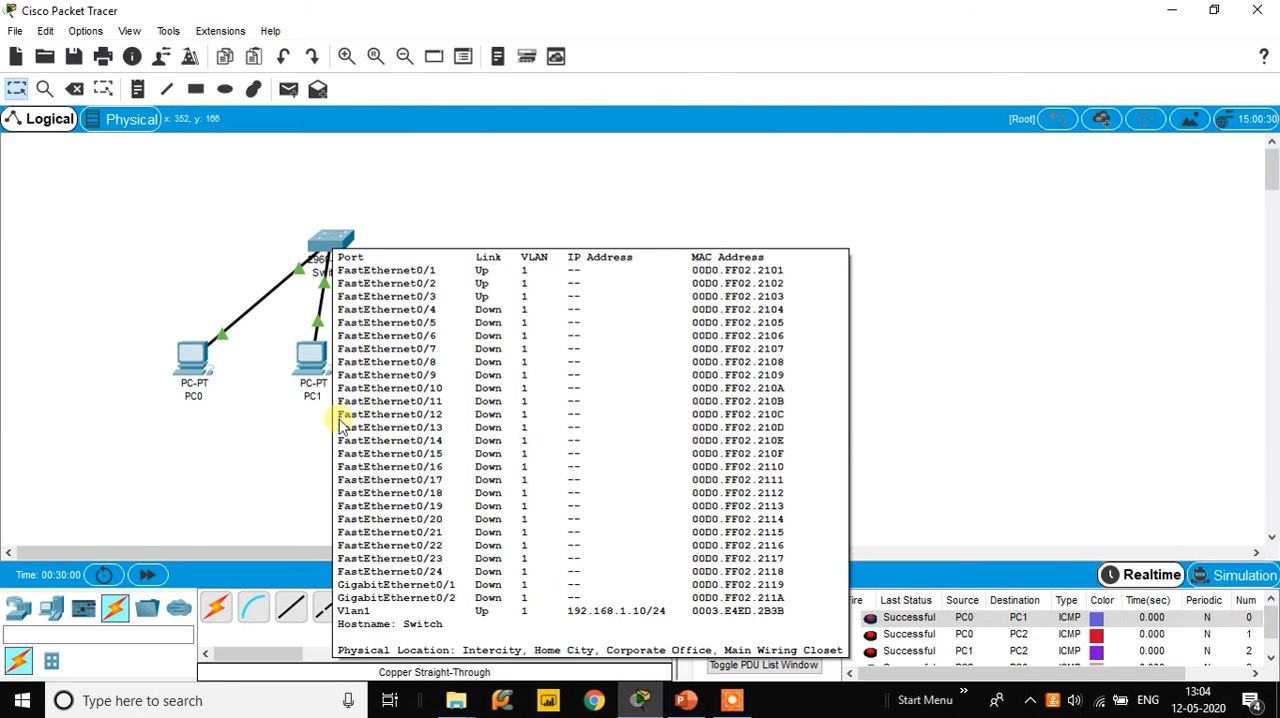 Cisco Packet Tracer
File Edit Options View Tools Extensions Help
?
Logical Physical x: 352, y: 166 [Root] 15:00:30
PC-PT
PC0
PC-PT
PC1
Port Link VLAN IP Address MAC Address
FastEthernet0/1 Up 1 -- 00D0.FF02.2101
FastEthernet0/2 Up 1 -- 00D0.FF02.2102
FastEthernet0/3 Up 1 -- 00D0.FF02.2103
FastEthernet0/4 Down 1 -- 00D0.FF02.2104
FastEthernet0/5 Down 1 -- 00D0.FF02.2105
FastEthernet0/6 Down 1 -- 00D0.FF02.2106
FastEthernet0/7 Down 1 -- 00D0.FF02.2107
FastEthernet0/8 Down 1 -- 00D0.FF02.2108
FastEthernet0/9 Down 1 -- 00D0.FF02.2109
FastEthernet0/10 Down 1 -- 00D0.FF02.210A
FastEthernet0/11 Down 1 -- 00D0.FF02.210B
FastEthernet0/12 Down 1 -- 00D0.FF02.210C
FastEthernet0/13 Down 1 -- 00D0.FF02.210D
FastEthernet0/14 Down 1 -- 00D0.FF02.210E
FastEthernet0/15 Down 1 -- 00D0.FF02.210F
FastEthernet0/16 Down 1 -- 00D0.FF02.2110
FastEthernet0/17 Down 1 -- 00D0.FF02.2111
FastEthernet0/18 Down 1 -- 00D0.FF02.2112
FastEthernet0/19 Down 1 -- 00D0.FF02.2113
FastEthernet0/20 Down 1 -- 00D0.FF02.2114
FastEthernet0/21 Down 1 -- 00D0.FF02.2115
FastEthernet0/22 Down 1 -- 00D0.FF02.2116
FastEthernet0/23 Down 1 -- 00D0.FF02.2117
FastEthernet0/24 Down 1 -- 00D0.FF02.2118
GigabitEthernet0/1 Down 1 -- 00D0.FF02.2119
GigabitEthernet0/2 Down 1 -- 00D0.FF02.211A
Vlan1 Up 1 192.168.1.10/24 0003.E4ED.2B3B
Hostname: Switch
Physical Location: Intercity, Home City, Corporate Office, Main Wiring Closet
Time: 00:30:00 Realtime Simulation
Fire Last Status Source Destination Type Color Time(sec) Periodic Num
Successful PC0 PC1 ICMP 0.000 N 0
Successful PC0 PC2 ICMP 0.000 N 1
Successful PC1 PC2 ICMP 0.000 N 2
Copper Straight-Through
Toggle PDU List Window
Type here to search
Start Menu
ENG
13:04
12-05-2020
4